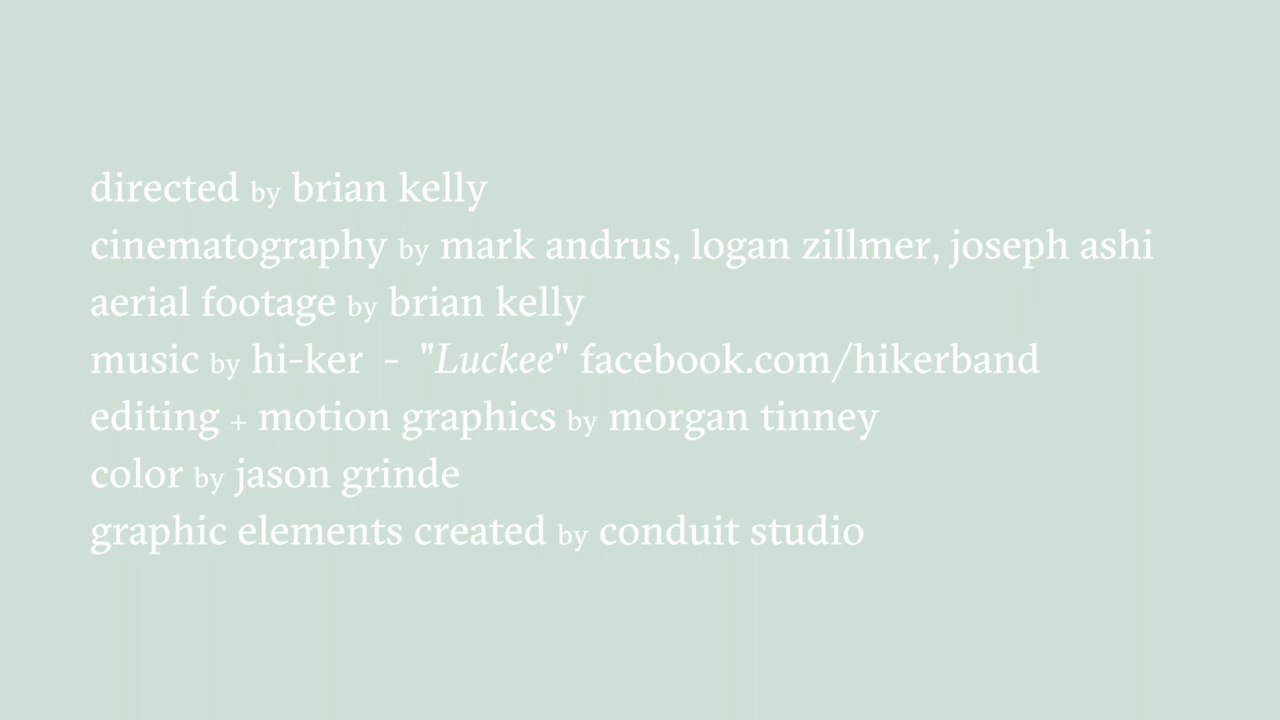 directed by brian kelly
cinematography by mark andrus, logan zillmer, joseph ashi
aerial footage by brian kelly
music by hi-ker - "Luckee" facebook.com/hikerband
editing + motion graphics by morgan tinney
color by jason grinde
graphic elements created by conduit studio